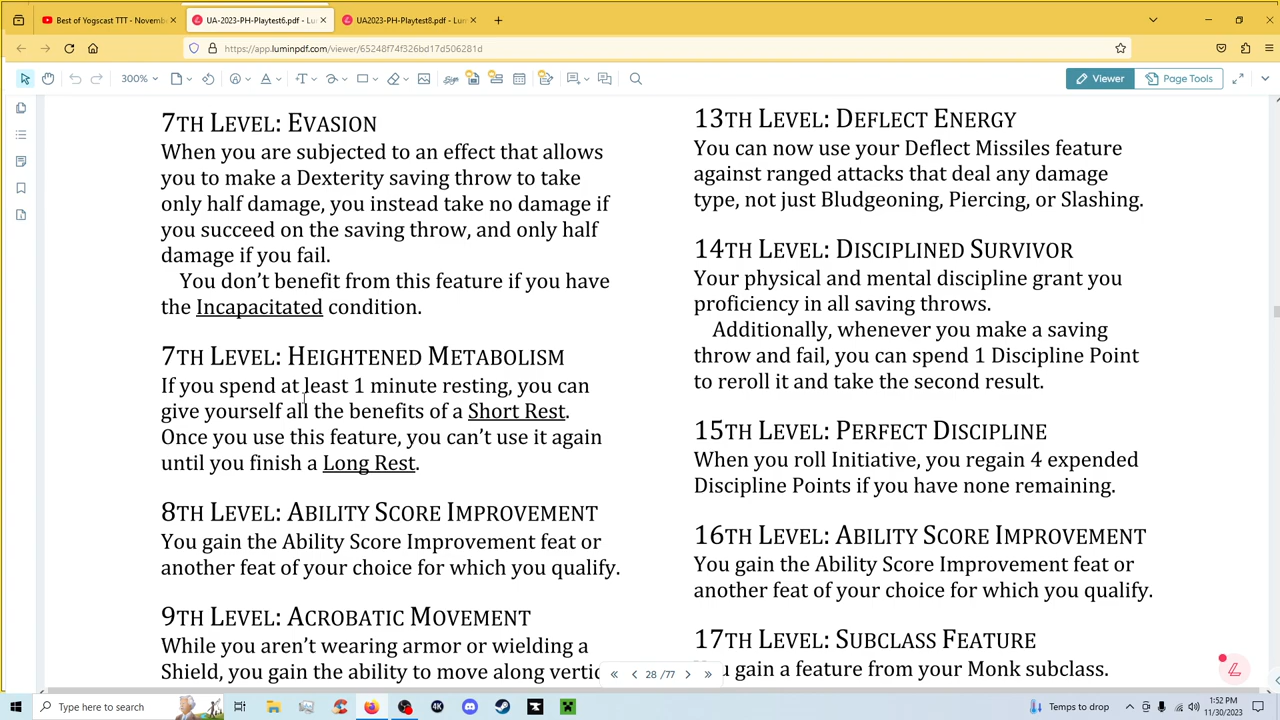 Best of Yogscast TTT - Novembe
UA-2023-PH-Playtest6.pdf - Lu
UA2023-PH-Playtest8.pdf - Lum
https://app.luminpdf.com/viewer/65248f74f326bd17d506281d
300%
Viewer
Page Tools
7TH LEVEL: EVASION
When you are subjected to an effect that allows
you to make a Dexterity saving throw to take
only half damage, you instead take no damage if
you succeed on the saving throw, and only half
damage if you fail.
You don’t benefit from this feature if you have
the Incapacitated condition.
7TH LEVEL: HEIGHTENED METABOLISM
If you spend at least 1 minute resting, you can
give yourself all the benefits of a Short Rest.
Once you use this feature, you can’t use it again
until you finish a Long Rest.
8TH LEVEL: ABILITY SCORE IMPROVEMENT
You gain the Ability Score Improvement feat or
another feat of your choice for which you qualify.
9TH LEVEL: ACROBATIC MOVEMENT
While you aren’t wearing armor or wielding a
Shield, you gain the ability to move along vertic
13TH LEVEL: DEFLECT ENERGY
You can now use your Deflect Missiles feature
against ranged attacks that deal any damage
type, not just Bludgeoning, Piercing, or Slashing.
14TH LEVEL: DISCIPLINED SURVIVOR
Your physical and mental discipline grant you
proficiency in all saving throws.
Additionally, whenever you make a saving
throw and fail, you can spend 1 Discipline Point
to reroll it and take the second result.
15TH LEVEL: PERFECT DISCIPLINE
When you roll Initiative, you regain 4 expended
Discipline Points if you have none remaining.
16TH LEVEL: ABILITY SCORE IMPROVEMENT
You gain the Ability Score Improvement feat or
another feat of your choice for which you qualify.
17TH LEVEL: SUBCLASS FEATURE
You gain a feature from your Monk subclass.
28 /77
Type here to search
4K
Temps to drop
1:52 PM
11/30/2023